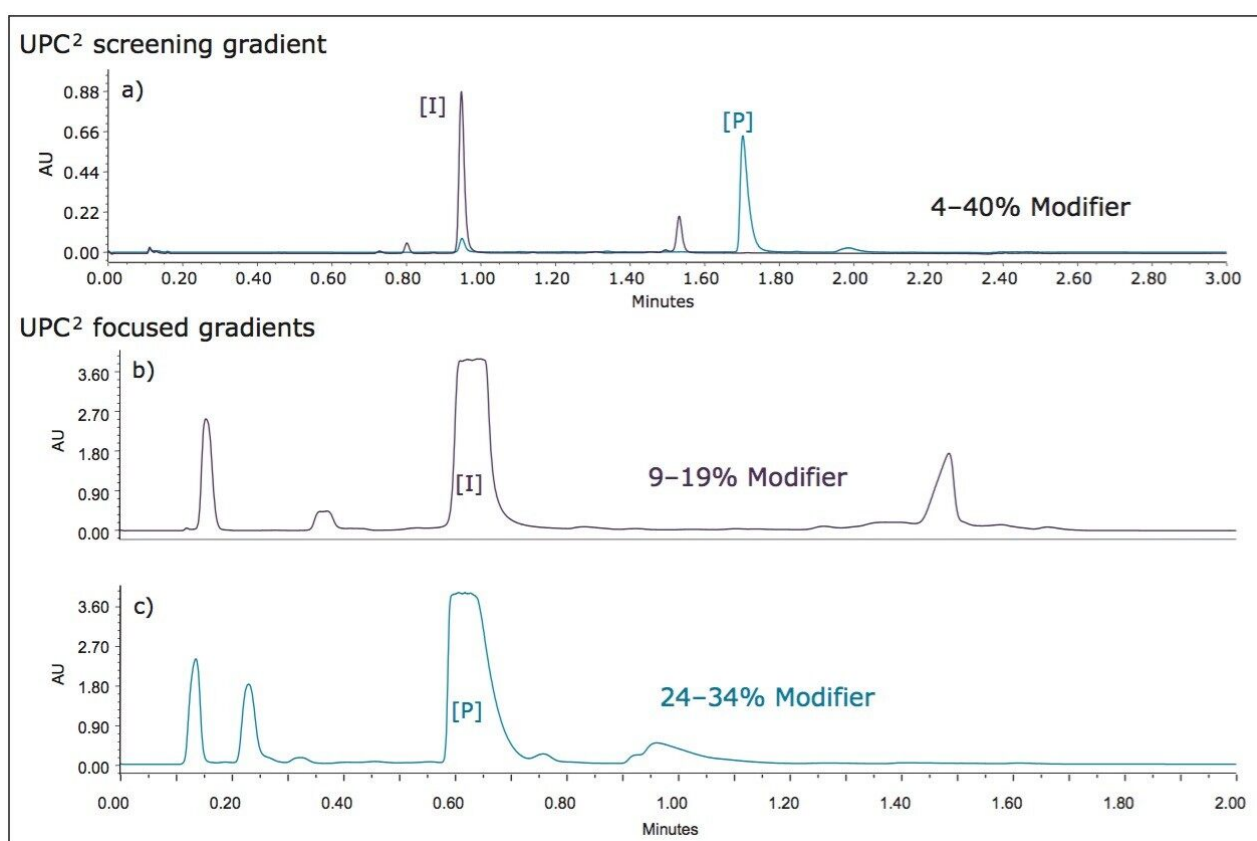 UPC² screening gradient
a)
[I]
[P]
0.88
0.66
0.44
0.22
0.00
AU
4–40% Modifier
0.00 0.20 0.40 0.60 0.80 1.00 1.20 1.40 1.60 1.80 2.00 2.20 2.40 2.60 2.80 3.00
Minutes
UPC² focused gradients
b)
3.60
2.70
1.80
0.90
0.00
AU
[I]
9–19% Modifier
c)
3.60
2.70
1.80
0.90
0.00
AU
[P]
24–34% Modifier
0.00 0.20 0.40 0.60 0.80 1.00 1.20 1.40 1.60 1.80 2.00
Minutes